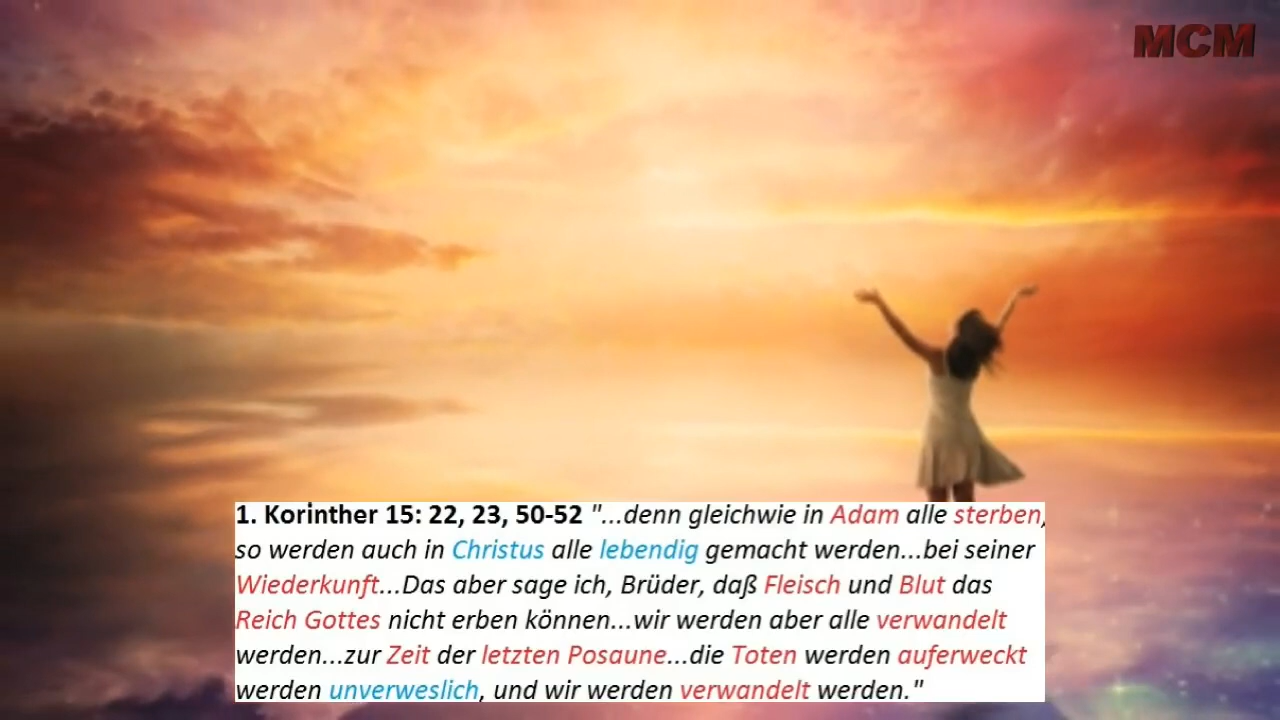 MCM
1. Korinther 15: 22, 23, 50-52 "...denn gleichwie in Adam alle sterben,
so werden auch in Christus alle lebendig gemacht werden...bei seiner
Wiederkunft...Das aber sage ich, Brüder, daß Fleisch und Blut das
Reich Gottes nicht erben können...wir werden aber alle verwandelt
werden...zur Zeit der letzten Posaune...die Toten werden auferweckt
werden unverweslich, und wir werden verwandelt werden."